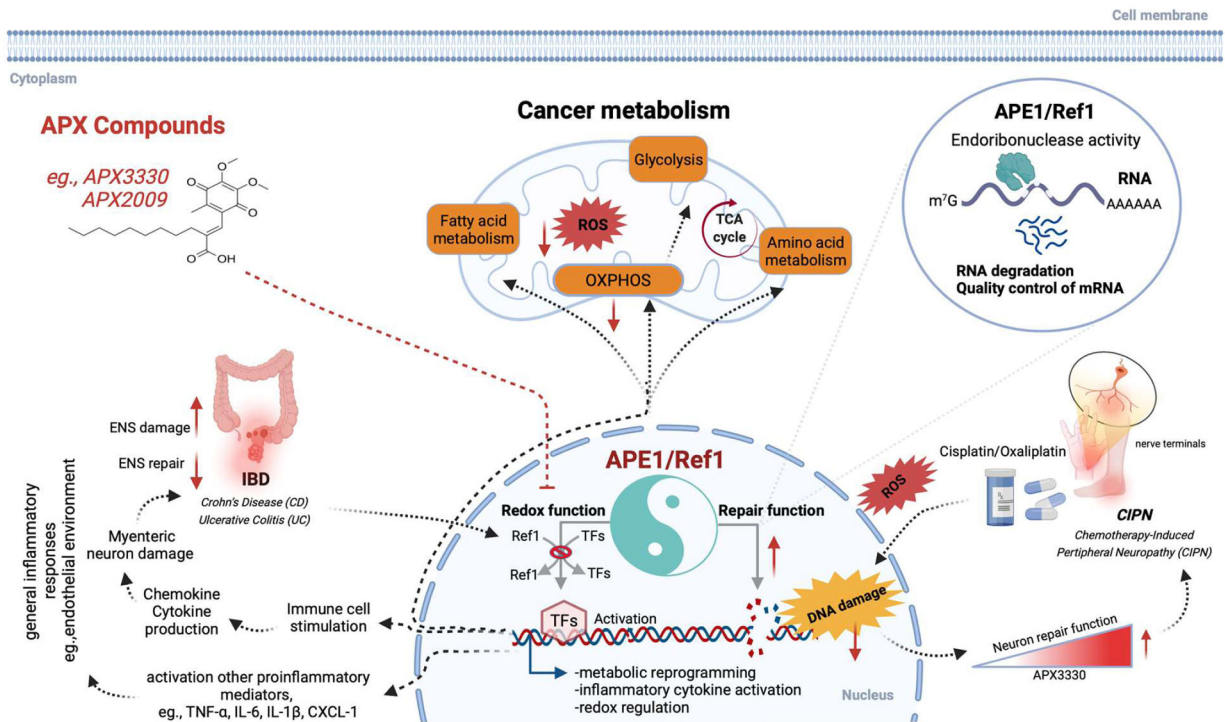 Cell membrane
Cytoplasm
APX Compounds
eg., APX3330
APX2009
O
O
O
O
O
OH
Cancer metabolism
Glycolysis
Fatty acid
metabolism
ROS
TCA
cycle
Amino acid
metabolism
OXPHOS
APE1/Ref1
Endoribonuclease activity
m⁷G
RNA
AAAAAA
RNA degradation
Quality control of mRNA
ENS damage
ENS repair
IBD
Crohn's Disease (CD)
Ulcerative Colitis (UC)
general inflammatory
responses
eg.,endothelial environment
Myenteric
neuron damage
Chemokine
Cytokine
production
Immune cell
stimulation
activation other proinflammatory
mediators,
eg., TNF-α, IL-6, IL-1β, CXCL-1
APE1/Ref1
Redox function
Repair function
Ref1
TFs
Ref1
TFs
TFs
Activation
DNA damage
-metabolic reprogramming
-inflammatory cytokine activation
-redox regulation
Nucleus
ROS
Cisplatin/Oxaliplatin
nerve terminals
CIPN
Chemotherapy-Induced
Pertipheral Neuropathy (CIPN)
Neuron repair function
APX3330